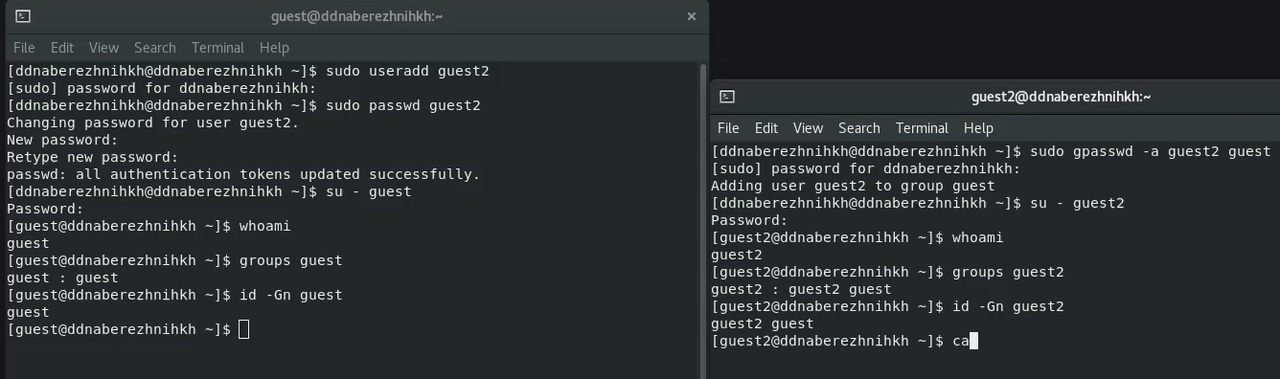 guest@ddnaberezhnihkh:~
File Edit View Search Terminal Help
[ddnaberezhnihkh@ddnaberezhnihkh ~]$ sudo useradd guest2
[sudo] password for ddnaberezhnihkh:
[ddnaberezhnihkh@ddnaberezhnihkh ~]$ sudo passwd guest2
Changing password for user guest2.
New password:
Retype new password:
passwd: all authentication tokens updated successfully.
[ddnaberezhnihkh@ddnaberezhnihkh ~]$ su - guest
Password:
[guest@ddnaberezhnihkh ~]$ whoami
guest
[guest@ddnaberezhnihkh ~]$ groups guest
guest : guest
[guest@ddnaberezhnihkh ~]$ id -Gn guest
guest
[guest@ddnaberezhnihkh ~]$
guest2@ddnaberezhnihkh:~
File Edit View Search Terminal Help
[ddnaberezhnihkh@ddnaberezhnihkh ~]$ sudo gpasswd -a guest2 guest
[sudo] password for ddnaberezhnihkh:
Adding user guest2 to group guest
[ddnaberezhnihkh@ddnaberezhnihkh ~]$ su - guest2
Password:
[guest2@ddnaberezhnihkh ~]$ whoami
guest2
[guest2@ddnaberezhnihkh ~]$ groups guest2
guest2 : guest2 guest
[guest2@ddnaberezhnihkh ~]$ id -Gn guest2
guest2 guest
[guest2@ddnaberezhnihkh ~]$ ca